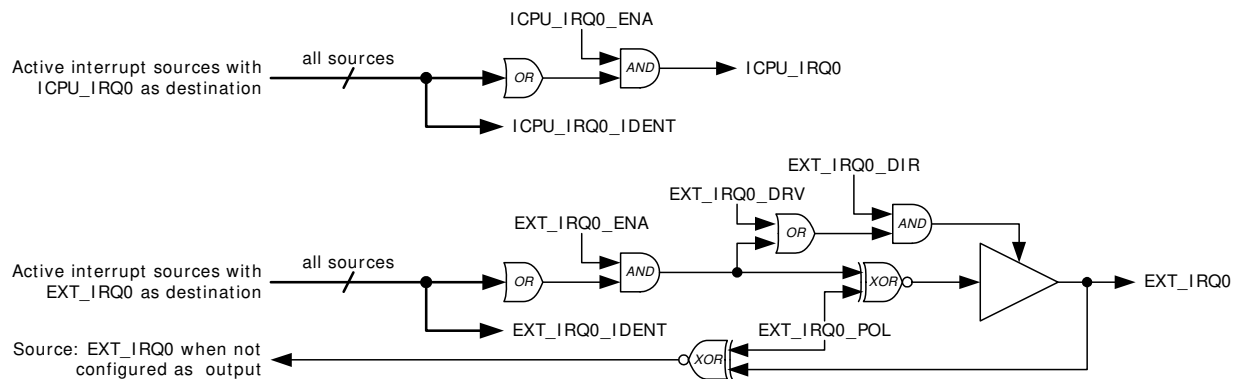 ICPU_IRQ0_ENA
all sources
Active interrupt sources with
ICPU_IRQ0 as destination
OR
AND
ICPU_IRQ0
ICPU_IRQ0_IDENT
EXT_IRQ0_DIR
EXT_IRQ0_DRV
EXT_IRQ0_ENA
OR
AND
all sources
Active interrupt sources with
EXT_IRQ0 as destination
OR
AND
XOR
EXT_IRQ0
EXT_IRQ0_IDENT
EXT_IRQ0_POL
Source: EXT_IRQ0 when not
configured as output
XOR